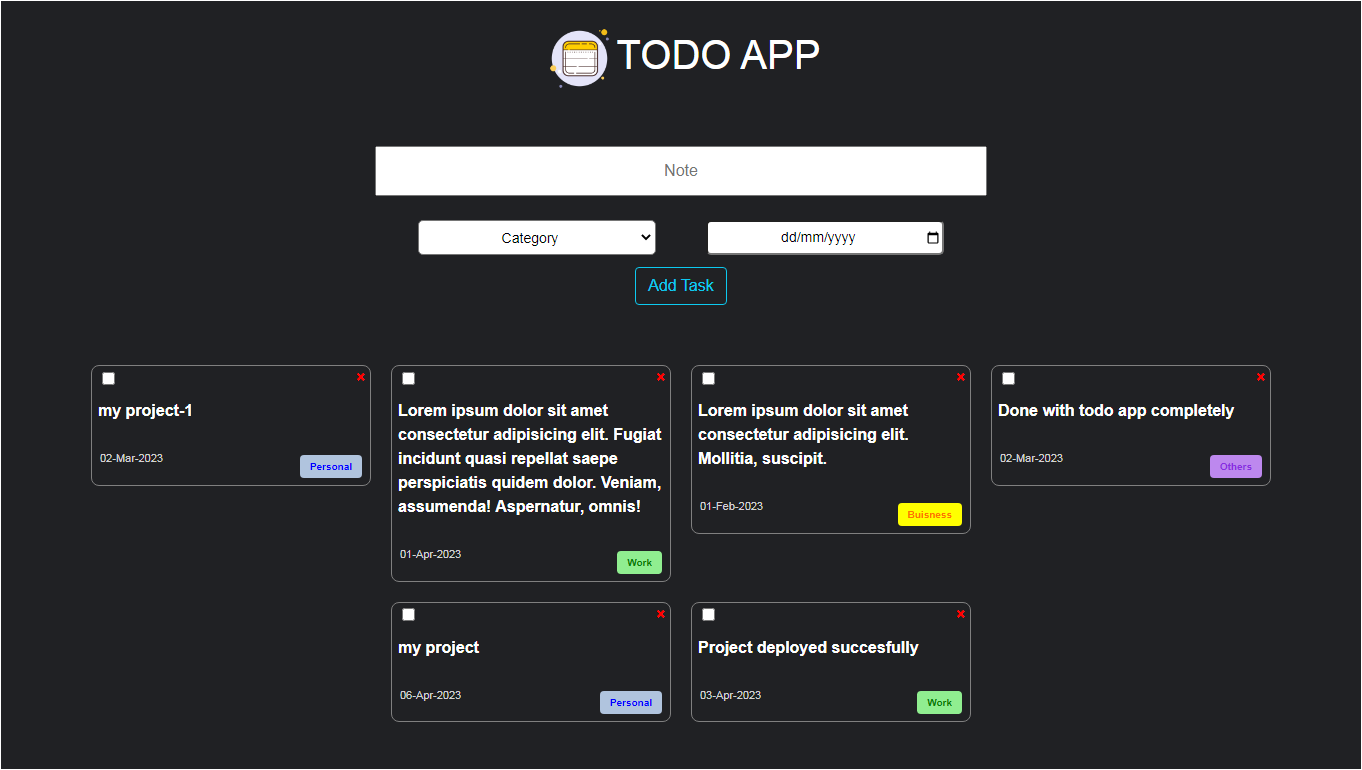 TODO APP
Note
Category
dd/mm/yyyy
Add Task
my project-1
02-Mar-2023
Personal
Lorem ipsum dolor sit amet
consectetur adipisicing elit. Fugiat
incidunt quasi repellat saepe
perspiciatis quidem dolor. Veniam,
assumenda! Aspernatur, omnis!
01-Apr-2023
Work
Lorem ipsum dolor sit amet
consectetur adipisicing elit.
Mollitia, suscipit.
01-Feb-2023
Buisness
Done with todo app completely
02-Mar-2023
Others
my project
06-Apr-2023
Personal
Project deployed succesfully
03-Apr-2023
Work